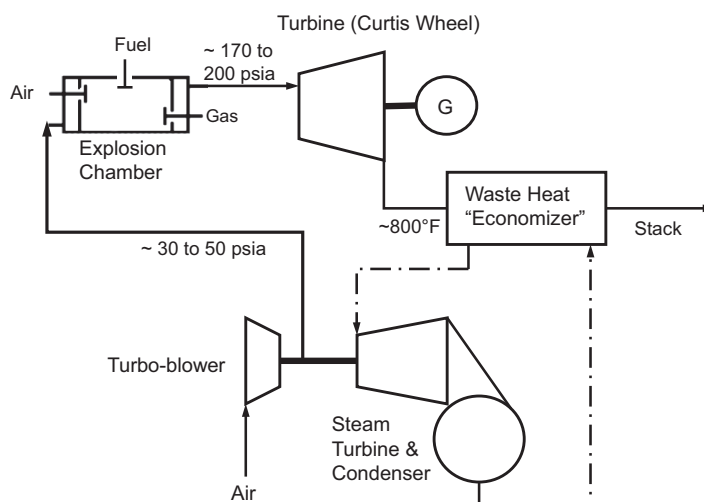 Turbine (Curtis Wheel)
Fuel
~ 170 to
200 psia
Air
G
Gas
Explosion
Chamber
Waste Heat
“Economizer”
~800°F
Stack
~ 30 to 50 psia
Turbo-blower
Steam
Turbine &
Condenser
Air